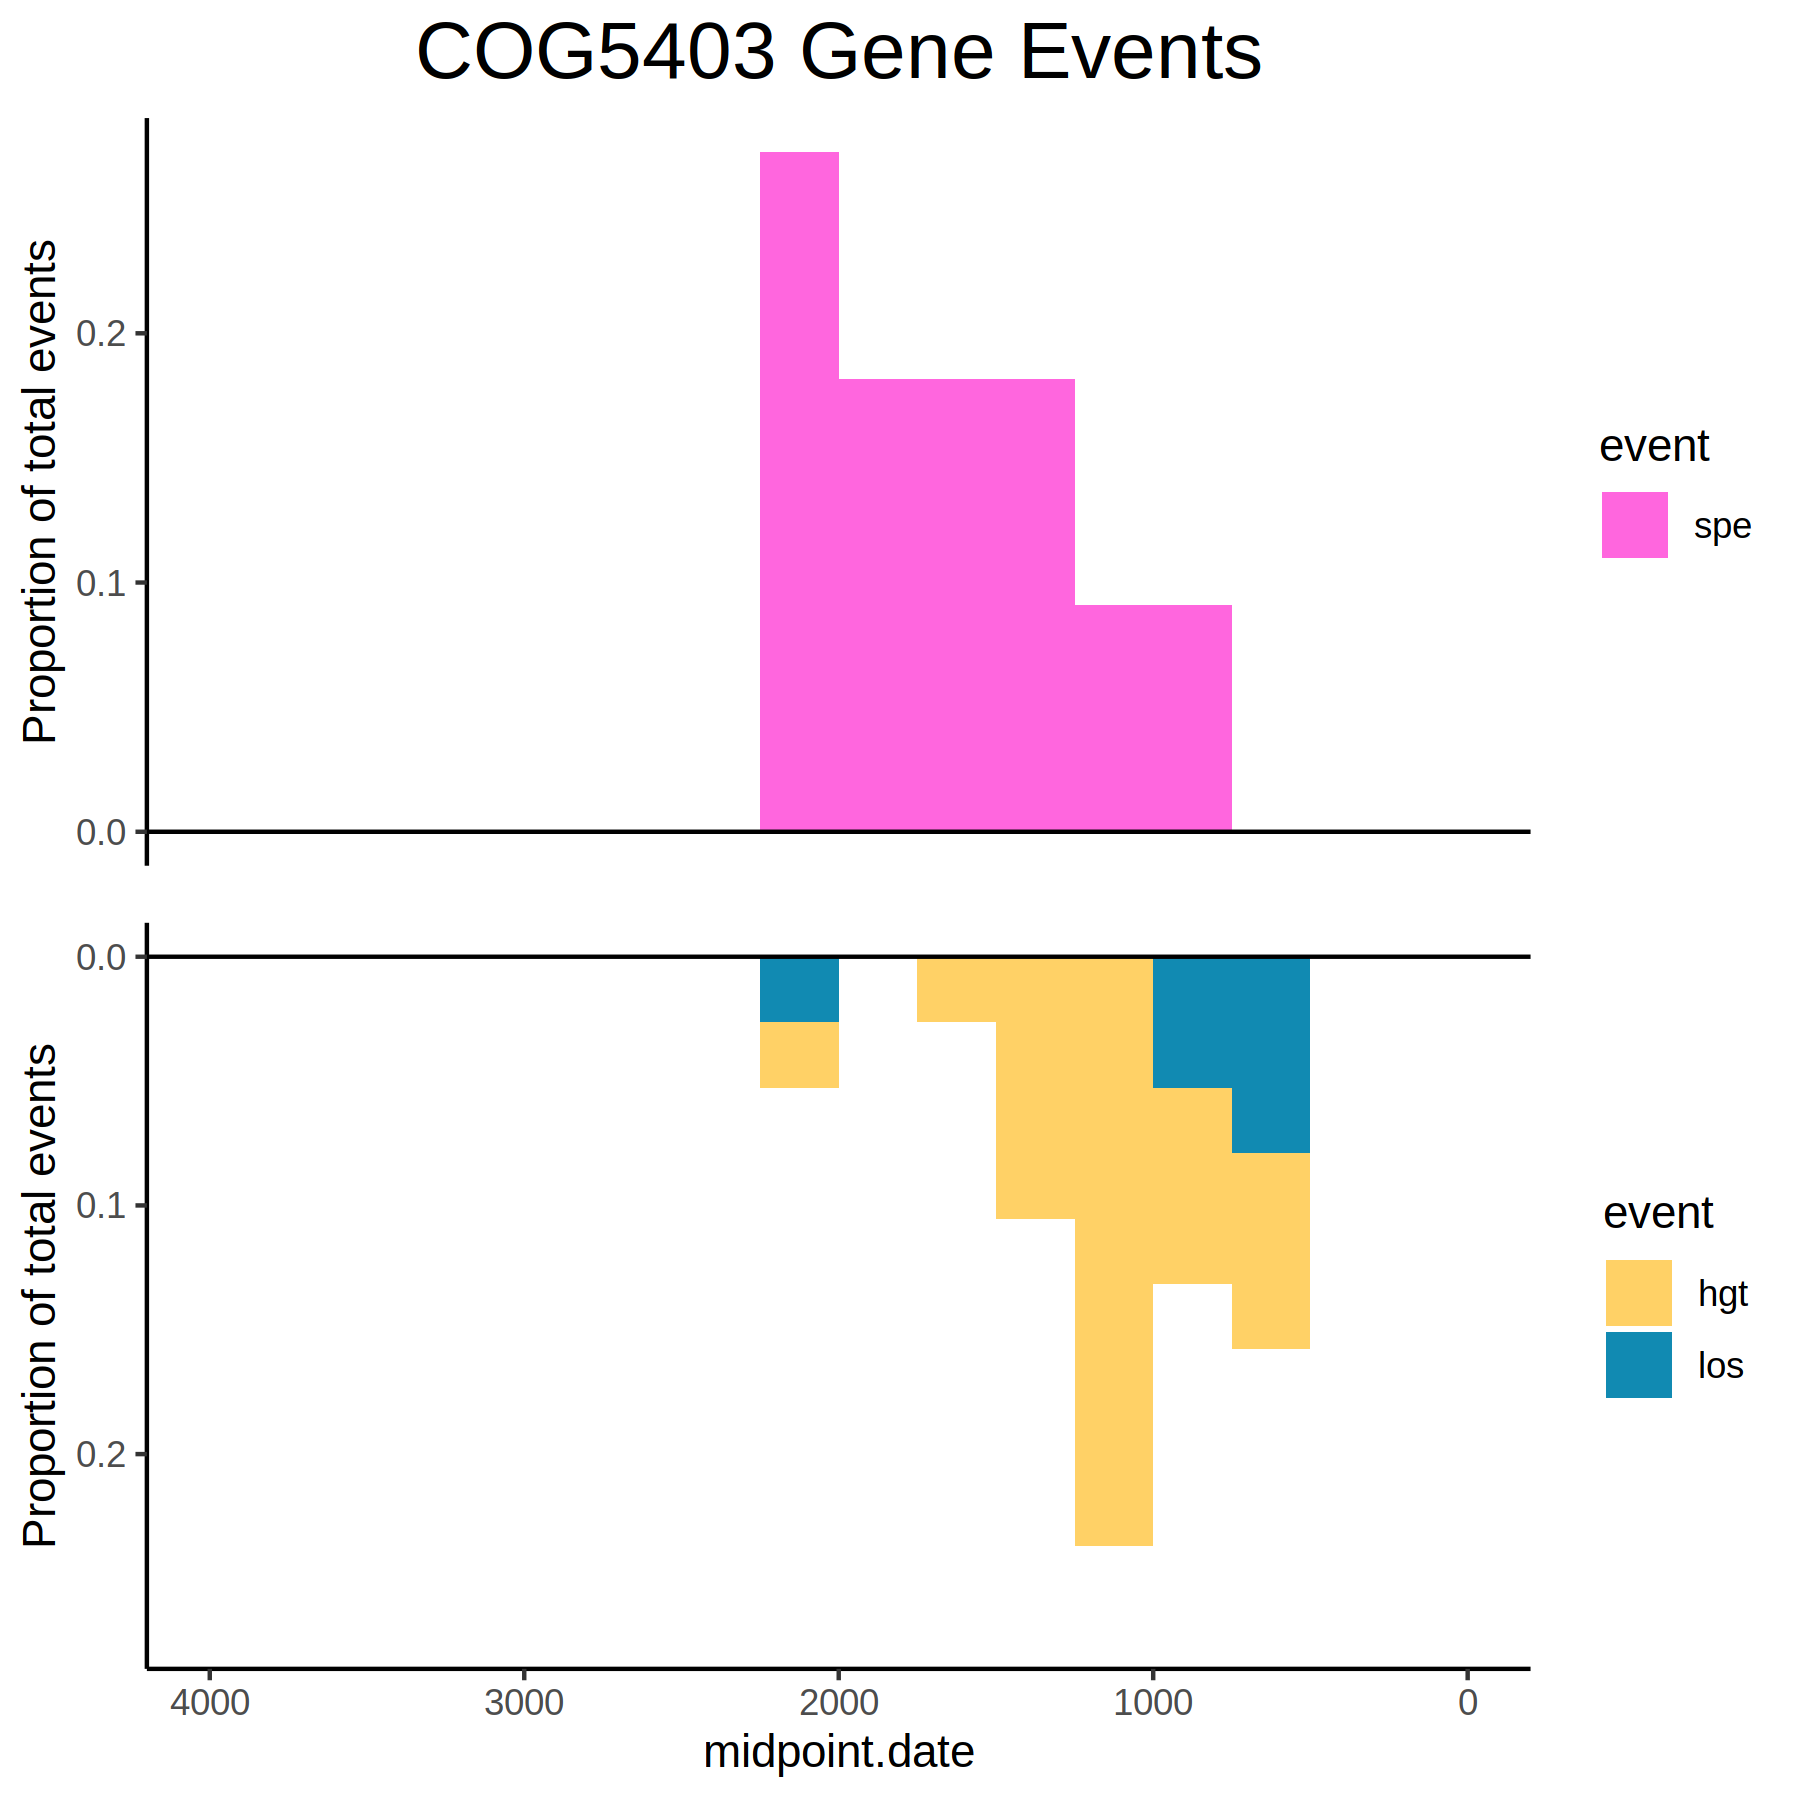 COG5403 Gene Events
Proportion of total events
0.2
0.1
0.0
event
spe
Proportion of total events
0.0
0.1
0.2
event
hgt
los
4000 3000 2000 1000 0
midpoint.date